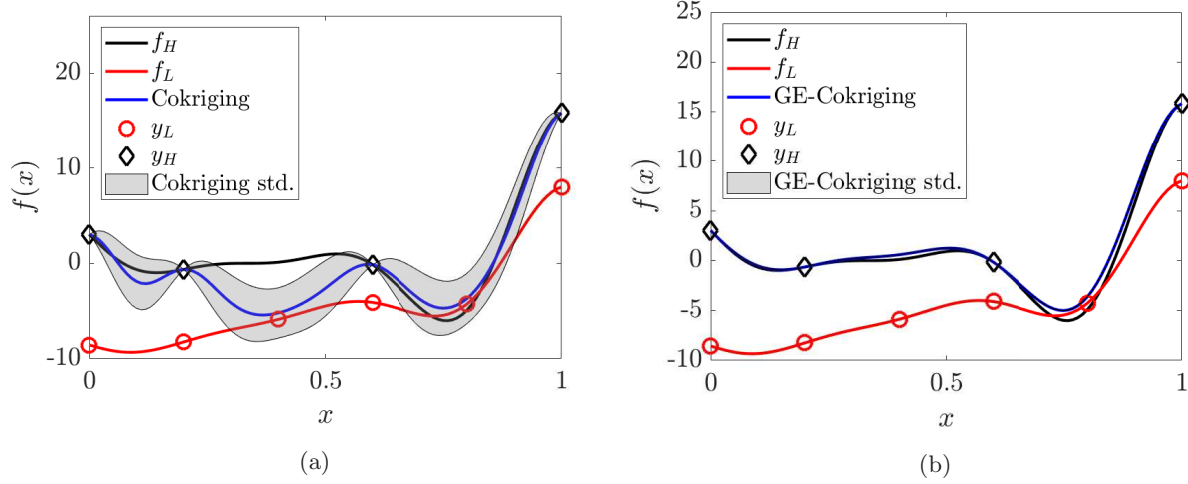 f_H
f_L
Cokriging
y_L
y_H
Cokriging std.
20
10
0
-10
0
0.5
1
f(x)
x
(a)
f_H
f_L
GE-Cokriging
y_L
y_H
GE-Cokriging std.
25
20
15
10
5
0
-5
-10
0
0.5
1
f(x)
x
(b)